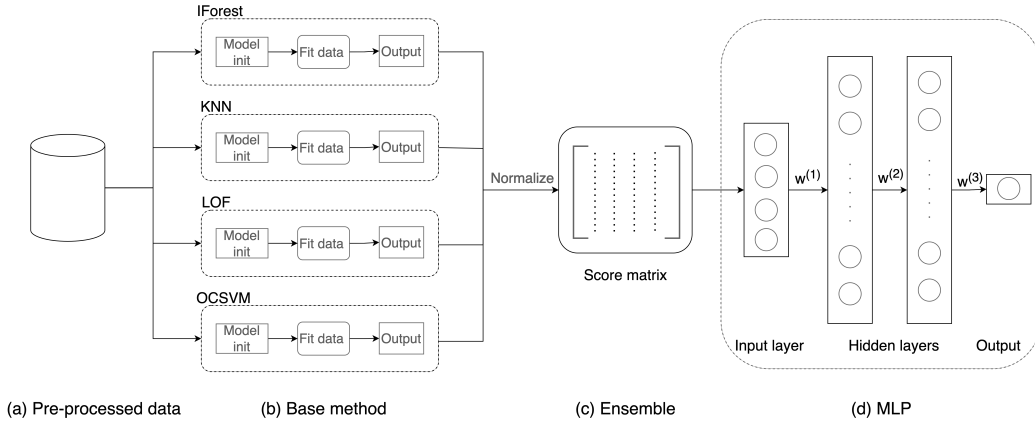 IForest
Model
init
Fit data
Output
KNN
Model
init
Fit data
Output
LOF
Model
init
Fit data
Output
OCSVM
Model
init
Fit data
Output
Normalize
Score matrix
w(1)
w(2)
w(3)
Input layer
Hidden layers
Output
(a) Pre-processed data
(b) Base method
(c) Ensemble
(d) MLP